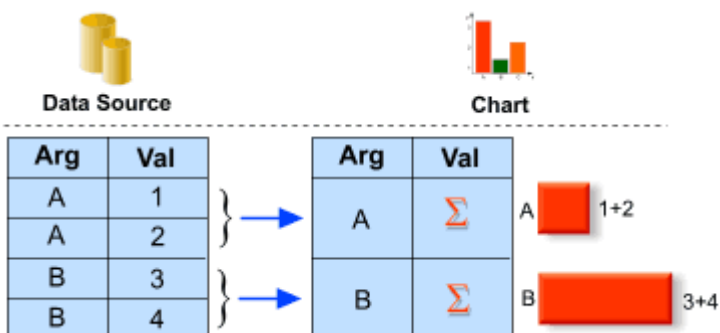 Data Source
Chart
Arg Val
A 1
A 2
B 3
B 4
Arg Val
A Σ
B Σ
A 1+2
B 3+4